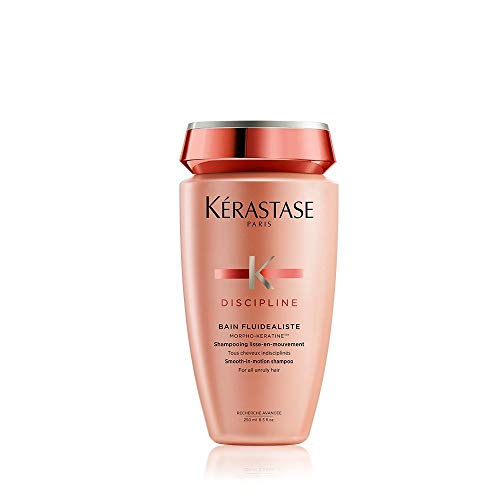 KÉRASTASE
PARIS
K
DISCIPLINE
BAIN FLUIDEALISTE
MORPHO-KÉRATINE™
Shampooing lisse-en-mouvement
Tous cheveux indisciplinés
Smooth-in-motion shampoo
For all unruly hair
RECHERCHE AVANCÉE
250 ml 8.5 fl.oz